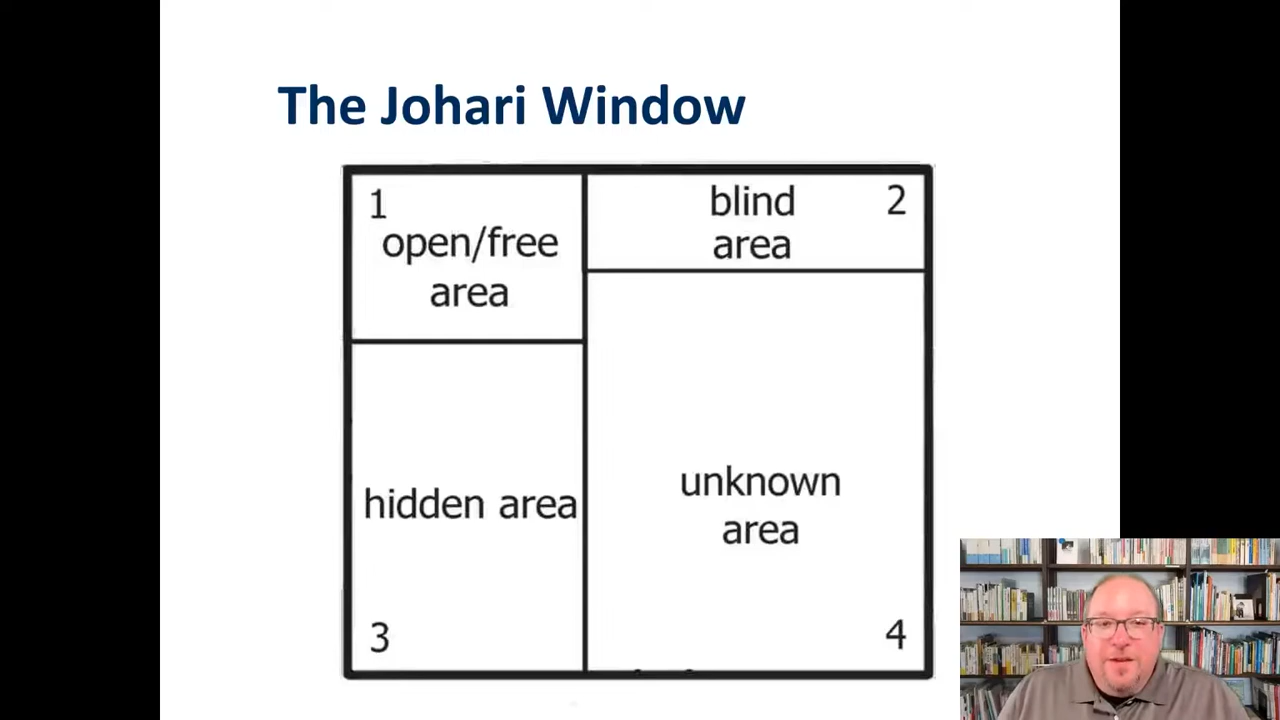 The Johari Window
1
open/free
area
blind
area
2
hidden area
3
unknown
area
4